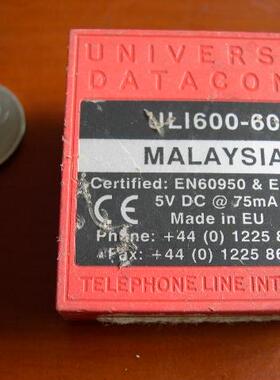 UNIVERS
DATACOM
ULI600-60
MALAYSIA
Certified: EN60950 & E
5V DC @ 75mA
CE
Made in EU
Phone: +44 (0) 1225 86
Fax: +44 (0) 1225 8
TELEPHONE LINE INT